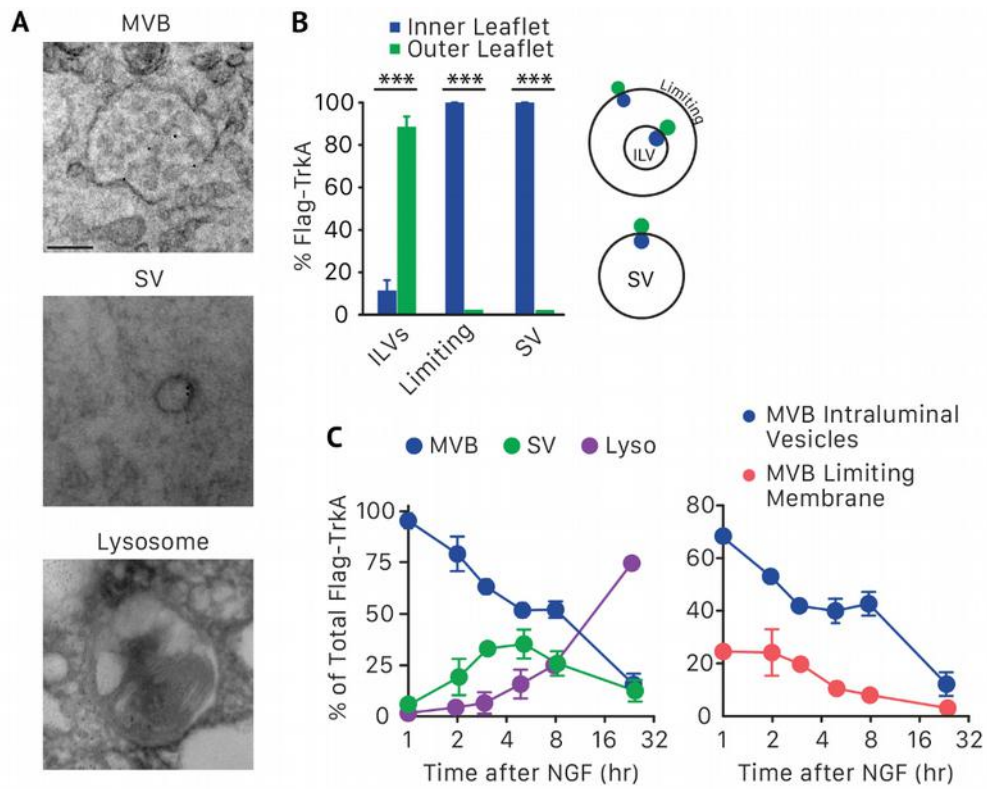 A
MVB
SV
Lysosome
B
Inner Leaflet
Outer Leaflet
*** *** ***
% Flag-TrkA
100
80
60
40
20
0
ILVs
Limiting
SV
Limiting
ILV
SV
C
MVB SV Lyso
% of Total Flag-TrkA
100
75
50
25
0
1 2 4 8 16 32
Time after NGF (hr)
MVB Intraluminal
Vesicles
MVB Limiting
Membrane
80
60
40
20
0
1 2 4 8 16 32
Time after NGF (hr)